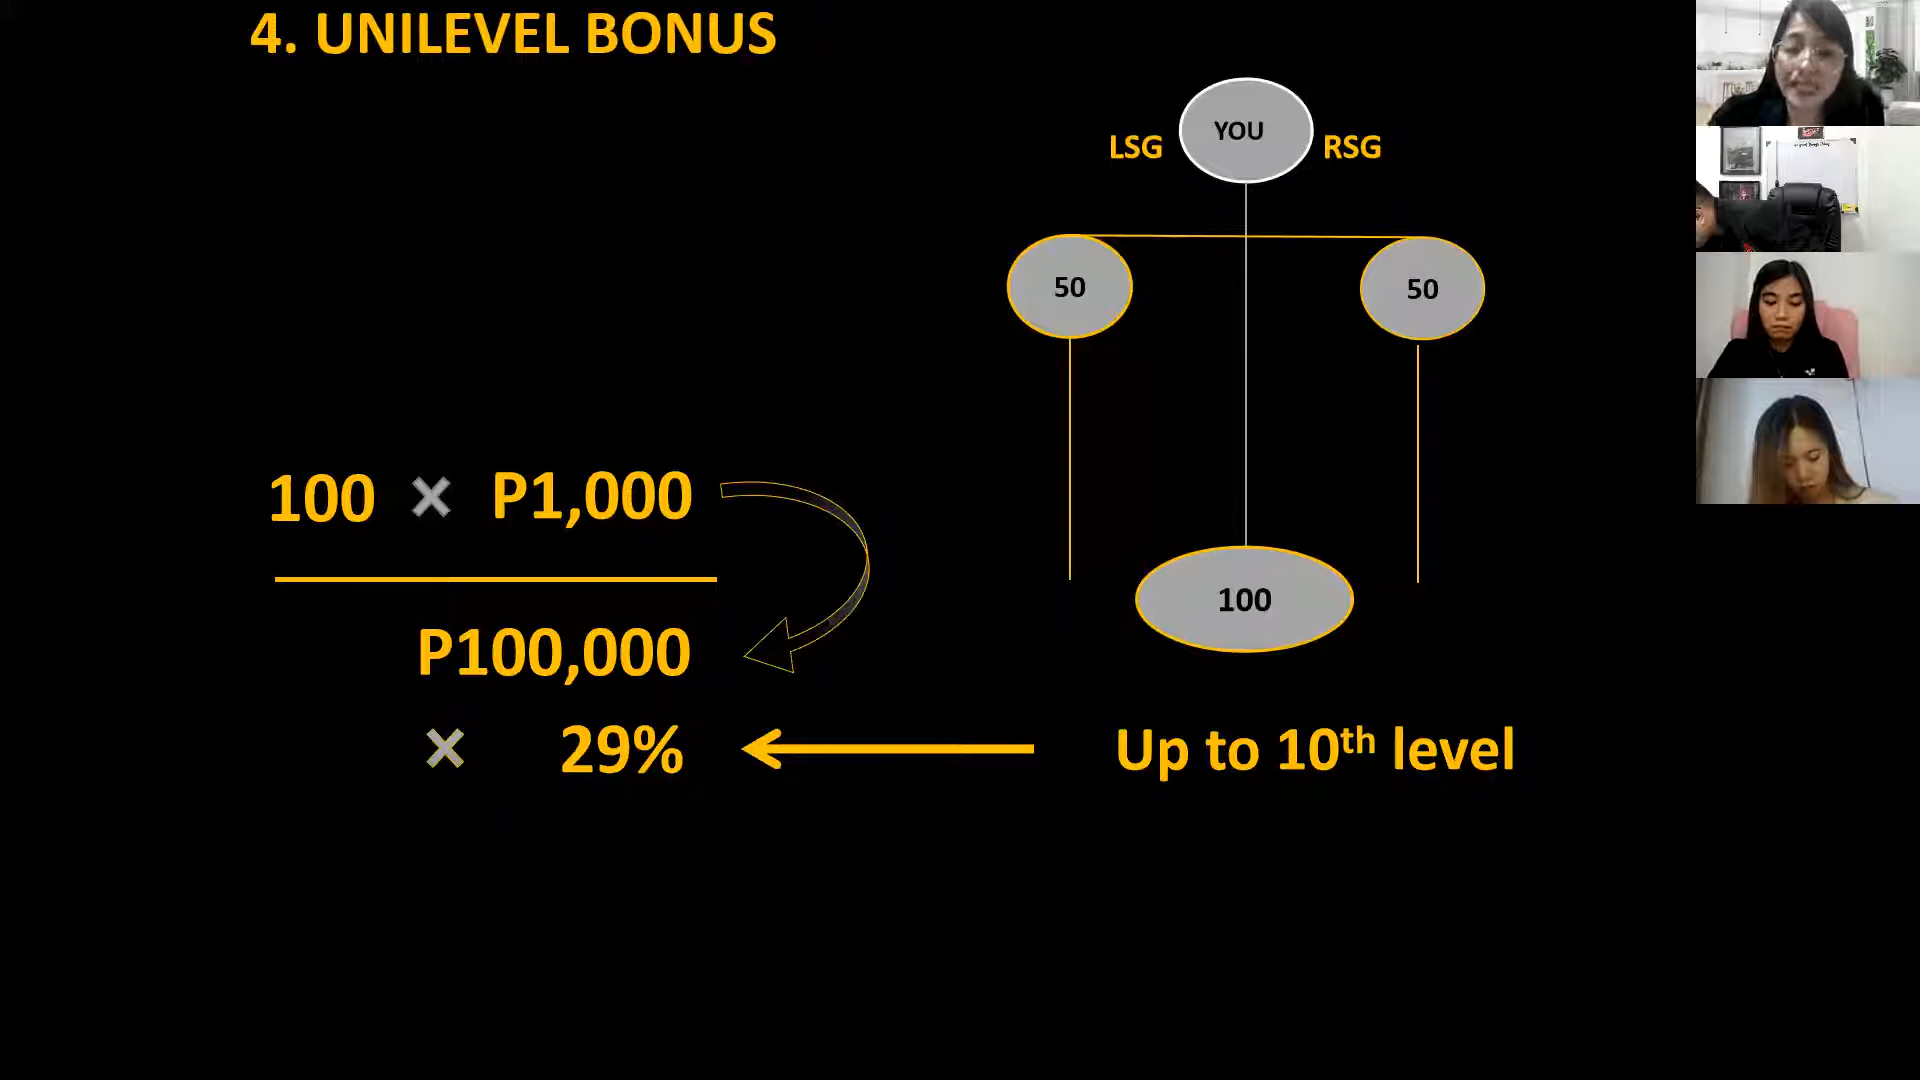 4. UNILEVEL BONUS
YOU
LSG
RSG
50
50
100 × P1,000
P100,000
100
× 29%
Up to 10th level